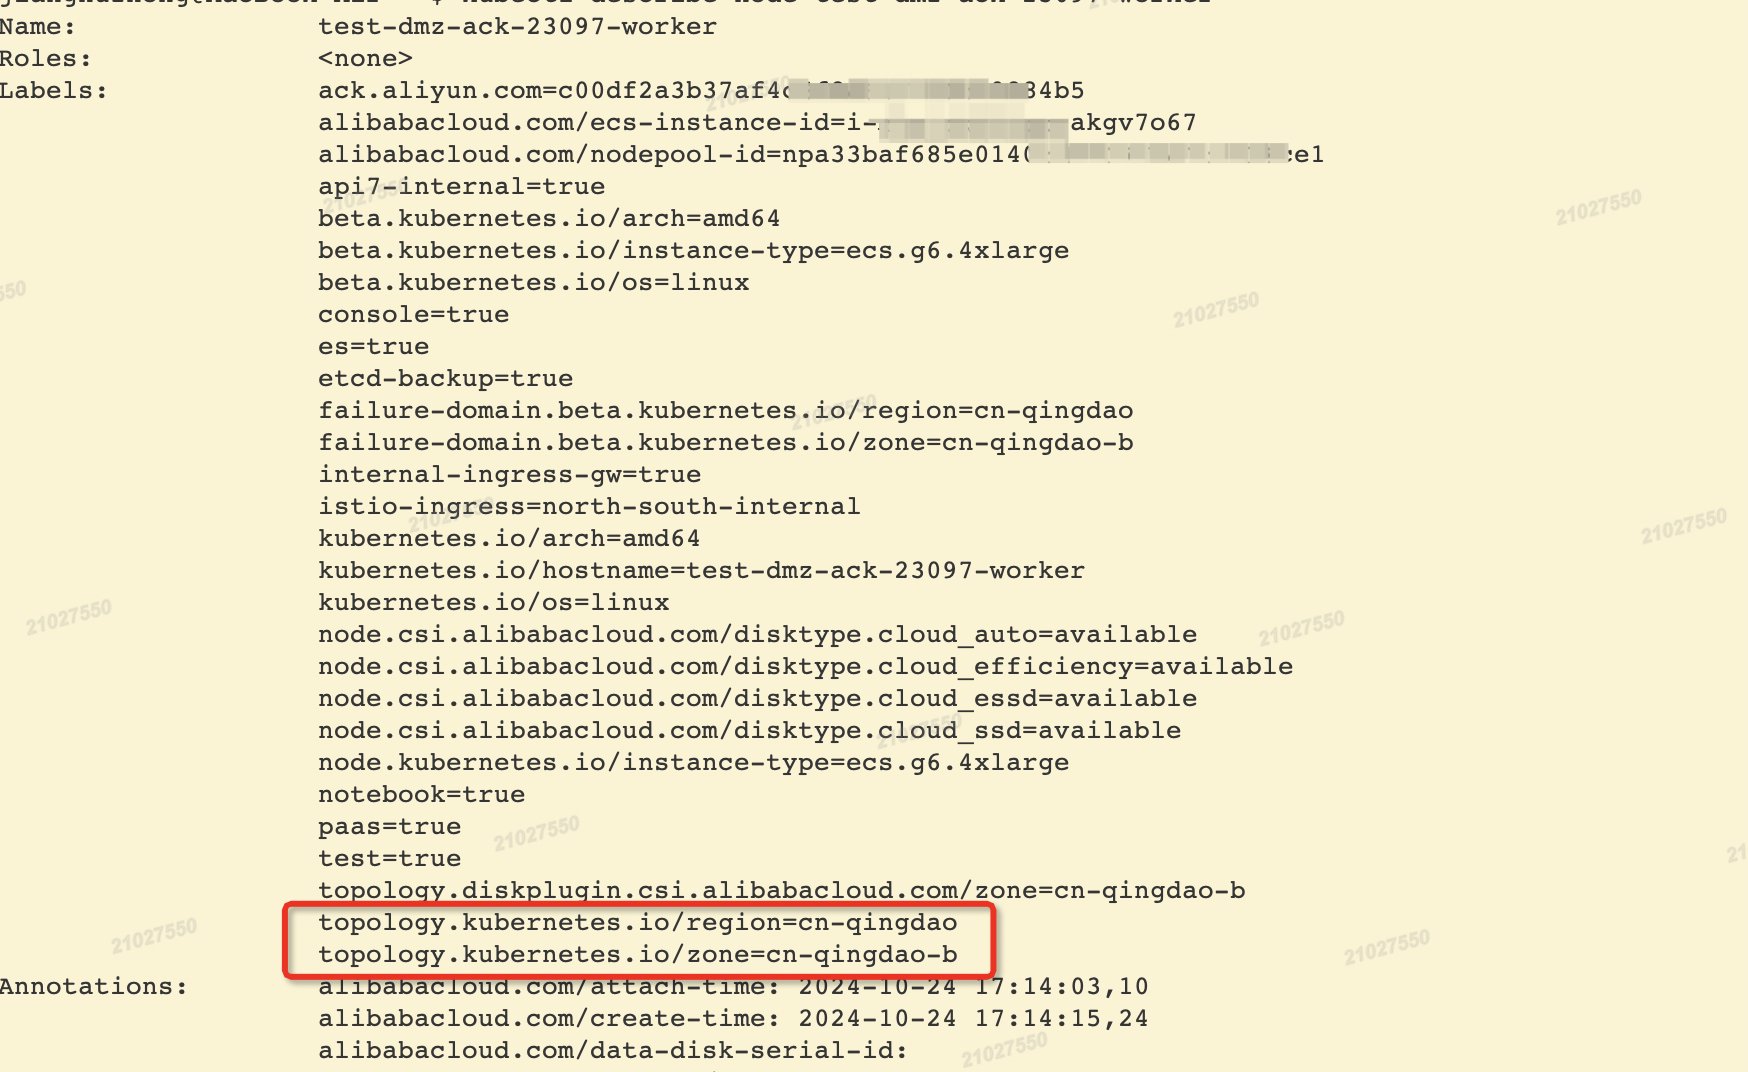 Name: test-dmz-ack-23097-worker
Roles: <none>
Labels: ack.aliyun.com=c00df2a3b37af4 84b5
alibabacloud.com/ecs-instance-id=i- akgv7o67
alibabacloud.com/nodepool-id=npa33baf685e0140 e1
api7-internal=true
beta.kubernetes.io/arch=amd64
beta.kubernetes.io/instance-type=ecs.g6.4xlarge
beta.kubernetes.io/os=linux
console=true
es=true
etcd-backup=true
failure-domain.beta.kubernetes.io/region=cn-qingdao
failure-domain.beta.kubernetes.io/zone=cn-qingdao-b
internal-ingress-gw=true
istio-ingress=north-south-internal
kubernetes.io/arch=amd64
kubernetes.io/hostname=test-dmz-ack-23097-worker
kubernetes.io/os=linux
node.csi.alibabacloud.com/disktype.cloud_auto=available
node.csi.alibabacloud.com/disktype.cloud_efficiency=available
node.csi.alibabacloud.com/disktype.cloud_essd=available
node.csi.alibabacloud.com/disktype.cloud_ssd=available
node.kubernetes.io/instance-type=ecs.g6.4xlarge
notebook=true
paas=true
test=true
topology.diskplugin.csi.alibabacloud.com/zone=cn-qingdao-b
topology.kubernetes.io/region=cn-qingdao
topology.kubernetes.io/zone=cn-qingdao-b
Annotations: alibabacloud.com/attach-time: 2024-10-24 17:14:03,10
alibabacloud.com/create-time: 2024-10-24 17:14:15,24
alibabacloud.com/data-disk-serial-id:
21027550